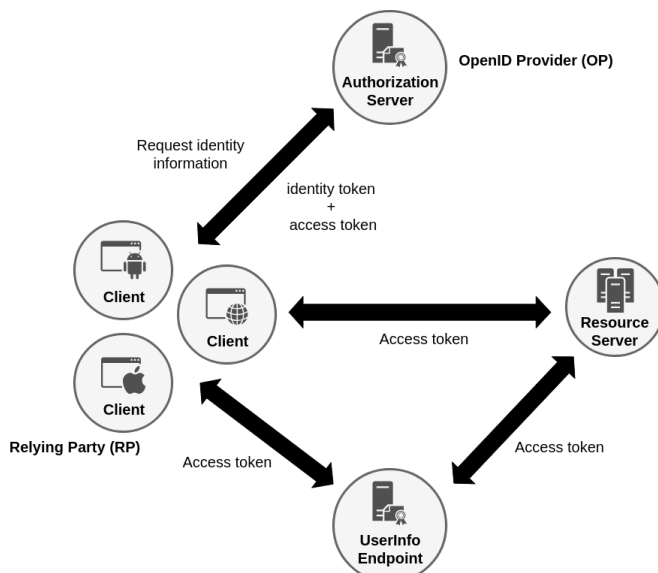 Authorization
Server
OpenID Provider (OP)
Request identity
information
identity token
+
access token
Client
Client
Client
Relying Party (RP)
Access token
Resource
Server
Access token
Access token
UserInfo
Endpoint